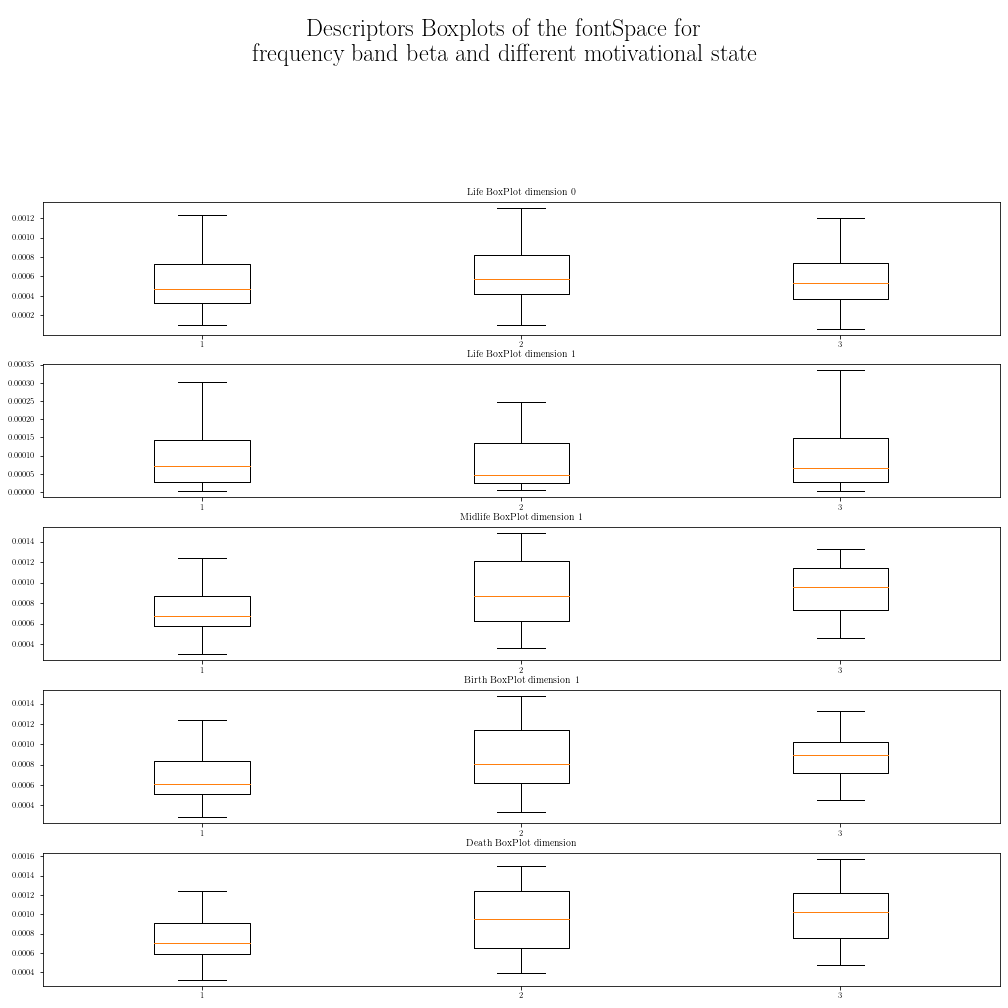 Descriptors Boxplots of the fontSpace for
frequency band beta and different motivational state
Life BoxPlot dimension 0
0.0012
0.0010
0.0008
0.0006
0.0004
0.0002
1 2 3
Life BoxPlot dimension 1
0.00035
0.00030
0.00025
0.00020
0.00015
0.00010
0.00005
0.00000
1 2 3
Midlife BoxPlot dimension 1
0.0014
0.0012
0.0010
0.0008
0.0006
0.0004
1 2 3
Birth BoxPlot dimension 1
0.0014
0.0012
0.0010
0.0008
0.0006
0.0004
1 2 3
Death BoxPlot dimension
0.0016
0.0014
0.0012
0.0010
0.0008
0.0006
0.0004
1 2 3